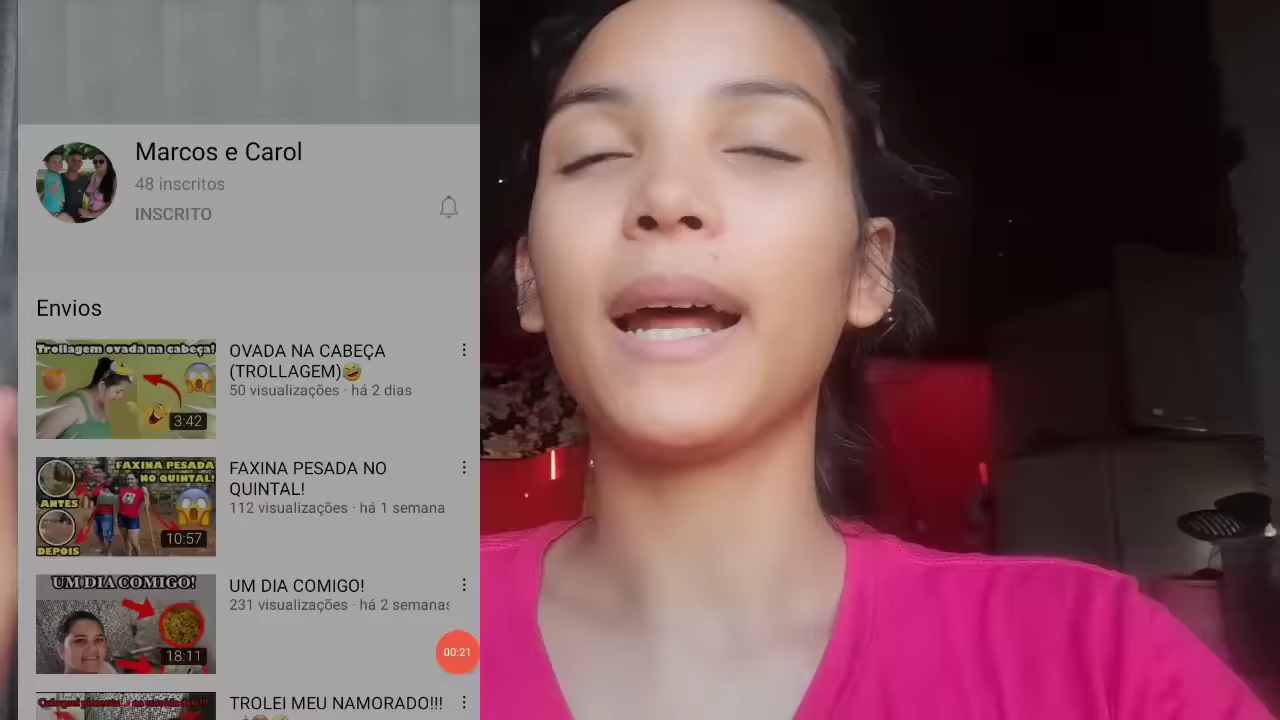 Marcos e Carol
48 inscritos
INSCRITO
Envios
Trollagem ovada na cabeça!
3:42
OVADA NA CABEÇA
(TROLLAGEM)🤣
50 visualizações · há 2 dias
FAXINA PESADA
NO QUINTAL!
ANTES
DEPOIS
10:57
FAXINA PESADA NO
QUINTAL!
112 visualizações · há 1 semana
UM DIA COMIGO!
18:11
UM DIA COMIGO!
231 visualizações · há 2 semanas
00:21
TROLEI MEU NAMORADO!!!